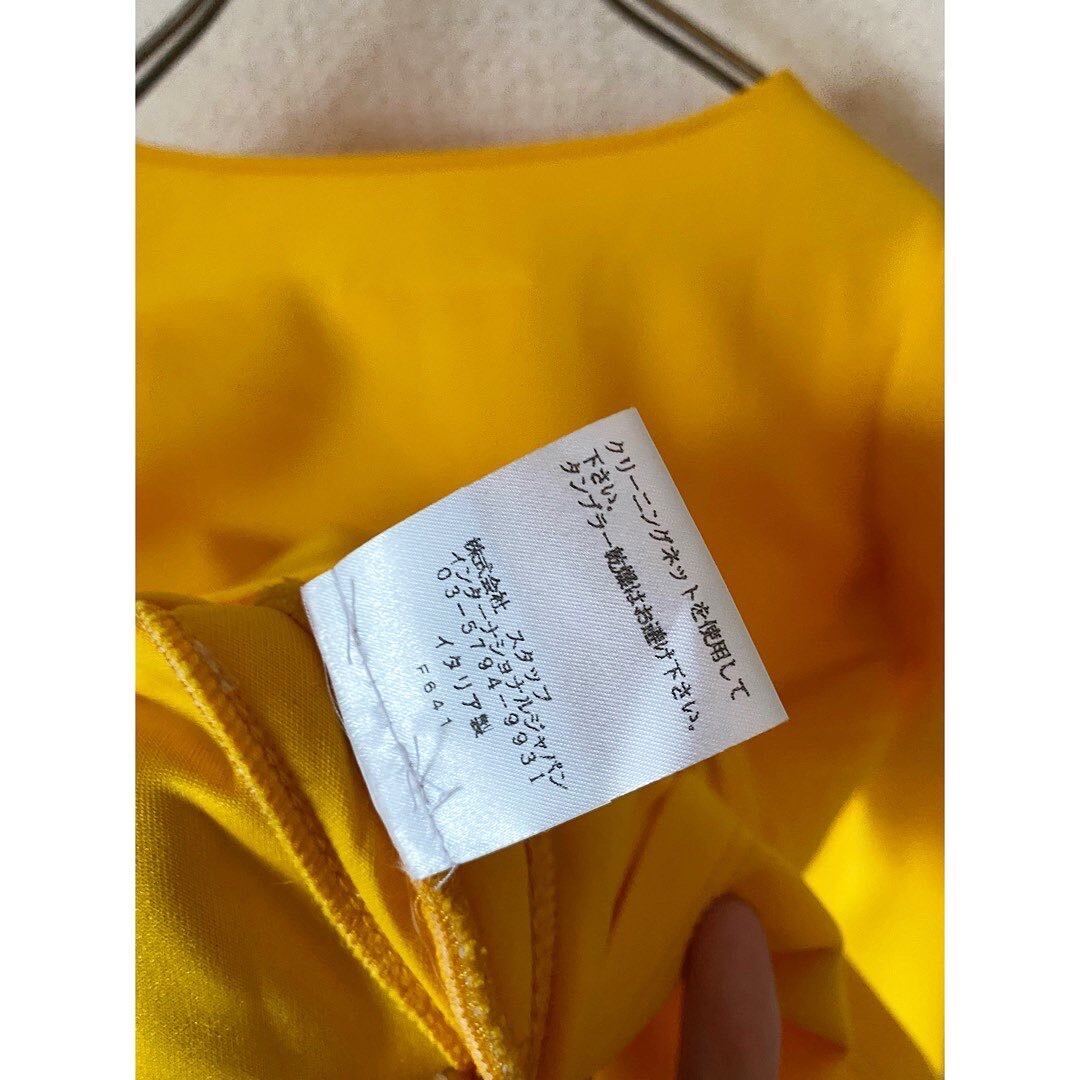 クリーニングネットを使用して
下さい。
タンブラー乾燥はお避け下さい。
株式会社 スタッフ
インターナショナルジャパン
03-5794-9931
イタリア製
F641